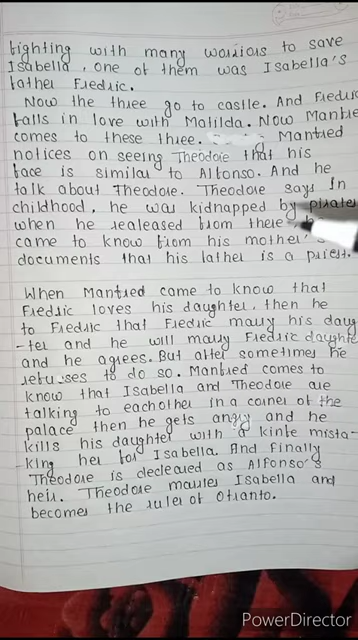 fighting with many warriors to save
Isabella, one of them was Isabella's
father Fredric.
Now the three go to castle. And Fredric
falls in love with Matilda. Now Manfre
comes to these three. Manfred
notices on seeing Theodore that his
face is similar to Alfonso. And he
talk about Theodore. Theodore says In
childhood, he was kidnapped by pirates
when he realeased from there
came to know from his mother's
documents that his father is a priest.
When Manfred came to know that
Fredric loves his daughter, then he
to Fredric that Fredric marry his daug
-ter and he will marry Fredric daughte
and he agrees. But after sometimes he
refuses to do so. Manfred comes to
know that Isabella and Theodore are
talking to eachother in a corner of the
palace then he gets angry and he
kills his daughter with a kinfe mista-
-king her for Isabella. And finally
Theodore is decleared as Alfonso's
heir. Theodore marries Isabella and
becomes the ruler of Otranto.
PowerDirector